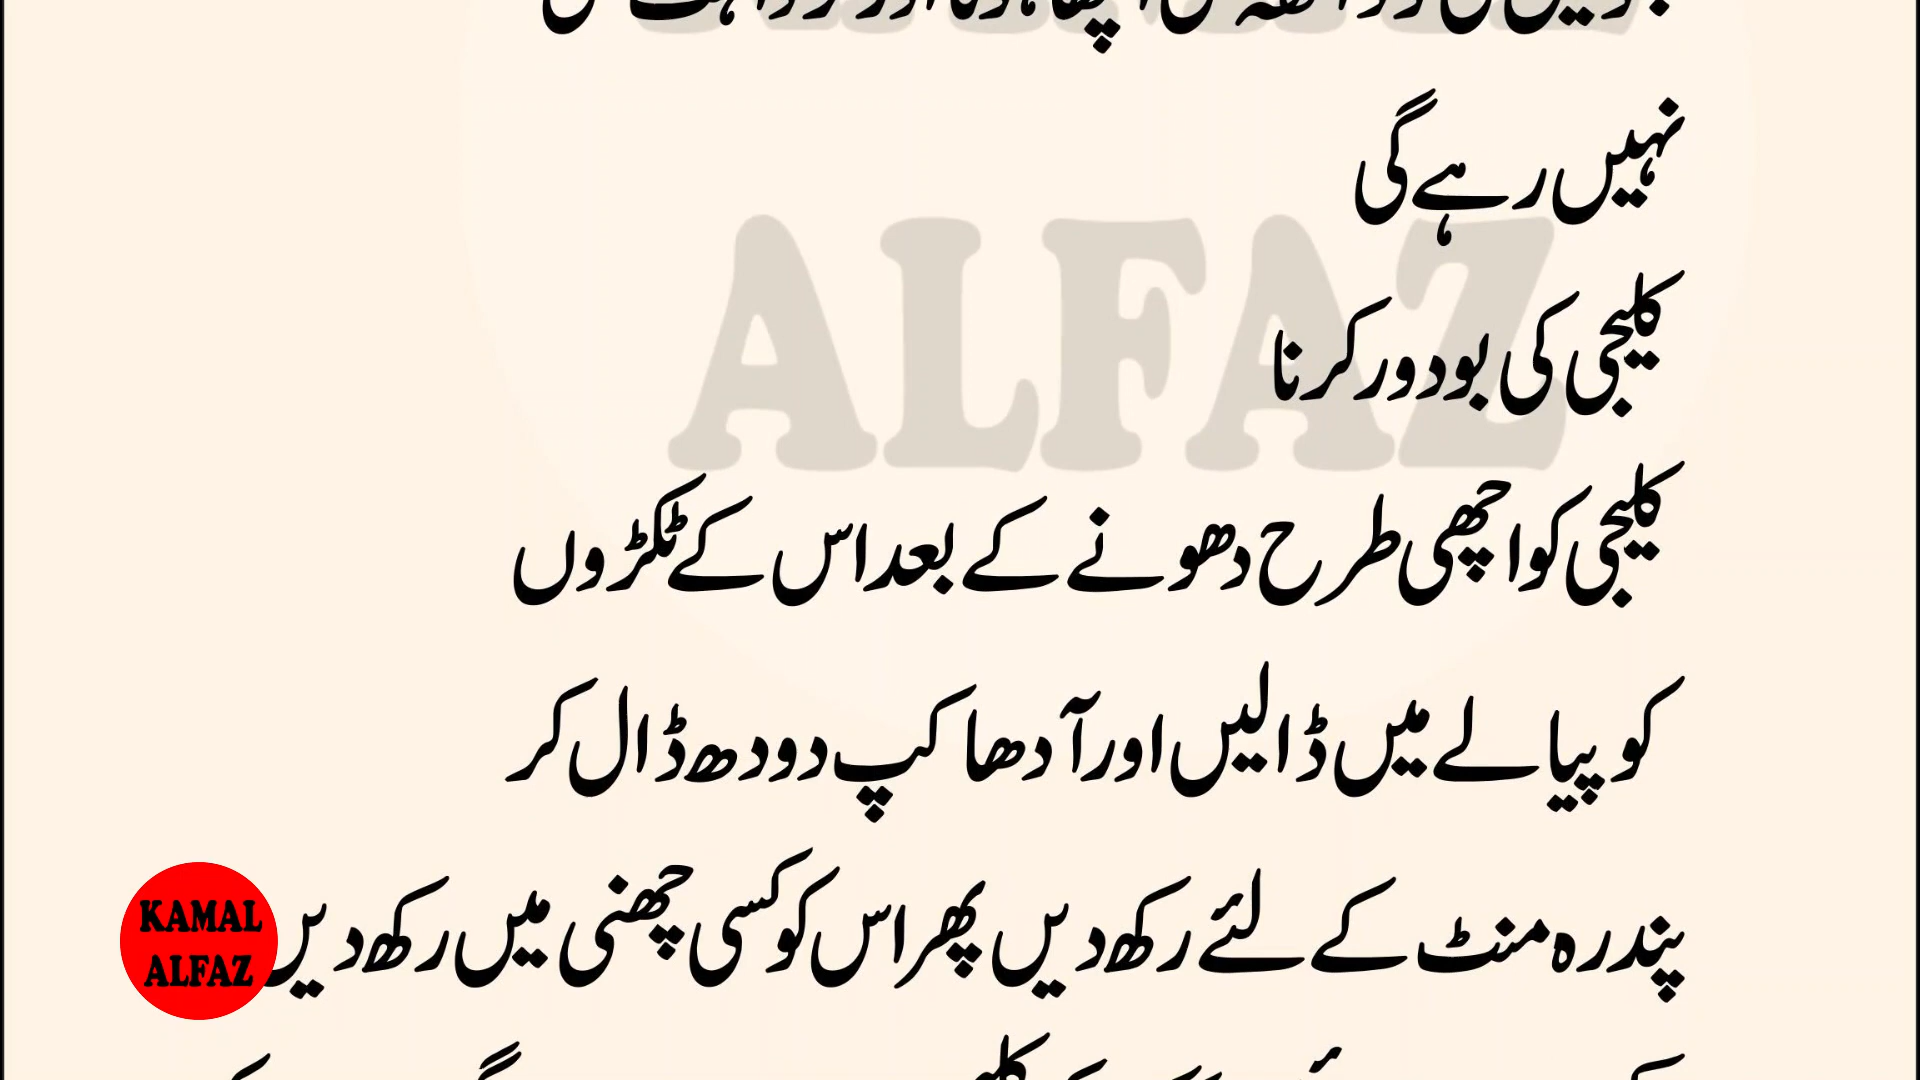 نہیں رہے گی
کلیجی کی بو دور کرنا
کلیجی کو اچھی طرح دھونے کے بعد اس کے ٹکڑوں
کو پیالے میں ڈالیں اور آدھا کپ دودھ ڈال کر
پندرہ منٹ کے لئے رکھ دیں پھر اس کو کسی چھنی میں رکھ دیں
ALFAZ
KAMAL
ALFAZ